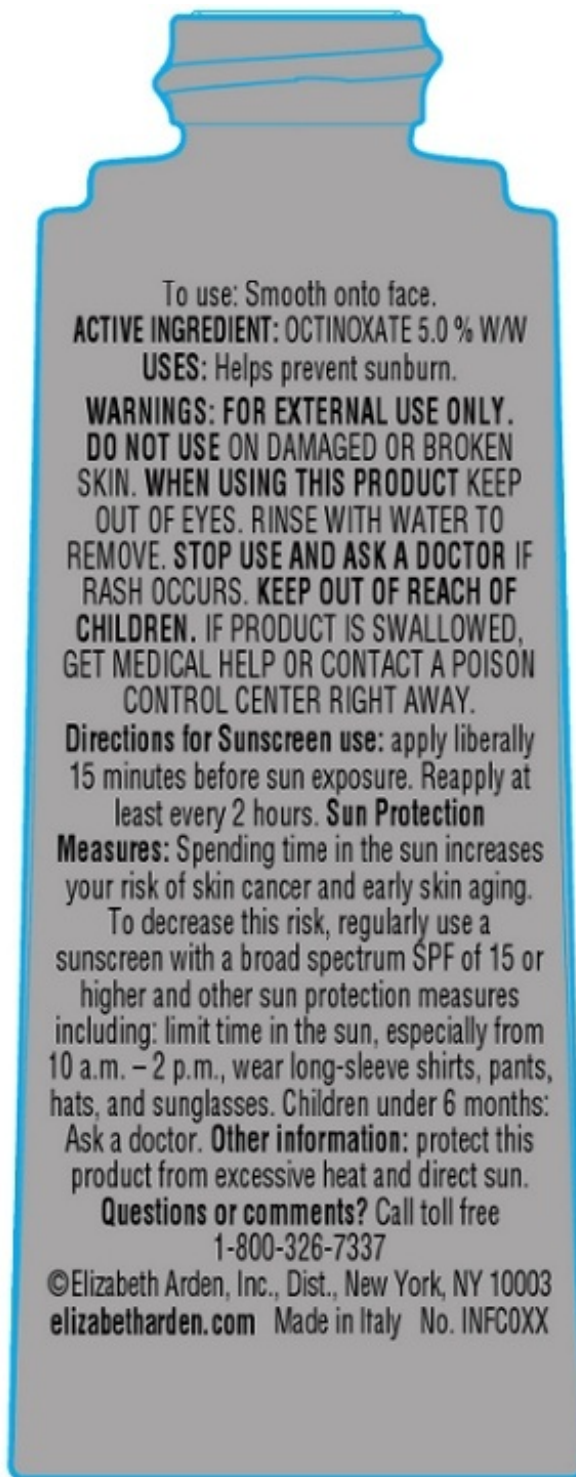 To use: Smooth onto face.
ACTIVE INGREDIENT: OCTINOXATE 5.0 % W/W
USES: Helps prevent sunburn.
WARNINGS: FOR EXTERNAL USE ONLY.
DO NOT USE ON DAMAGED OR BROKEN
SKIN. WHEN USING THIS PRODUCT KEEP
OUT OF EYES. RINSE WITH WATER TO
REMOVE. STOP USE AND ASK A DOCTOR IF
RASH OCCURS. KEEP OUT OF REACH OF
CHILDREN. IF PRODUCT IS SWALLOWED,
GET MEDICAL HELP OR CONTACT A POISON
CONTROL CENTER RIGHT AWAY.
Directions for Sunscreen use: apply liberally
15 minutes before sun exposure. Reapply at
least every 2 hours. Sun Protection
Measures: Spending time in the sun increases
your risk of skin cancer and early skin aging.
To decrease this risk, regularly use a
sunscreen with a broad spectrum SPF of 15 or
higher and other sun protection measures
including: limit time in the sun, especially from
10 a.m. – 2 p.m., wear long-sleeve shirts, pants,
hats, and sunglasses. Children under 6 months:
Ask a doctor. Other information: protect this
product from excessive heat and direct sun.
Questions or comments? Call toll free
1-800-326-7337
©Elizabeth Arden, Inc., Dist., New York, NY 10003
elizabetharden.com Made in Italy No. INFC0XX